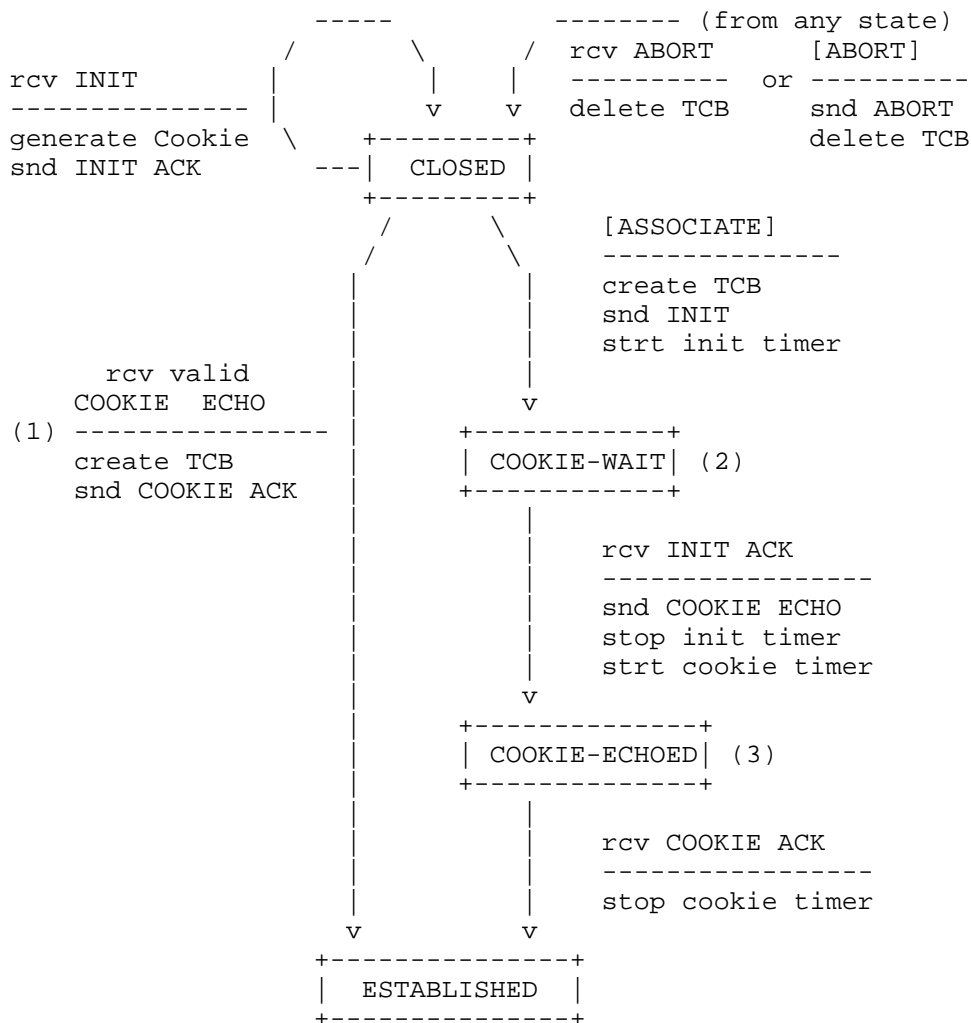 ----- -------- (from any state)
/ \ / rcv ABORT [ABORT]
rcv INIT | | | ---------- or ----------
--------------- | v v delete TCB snd ABORT
generate Cookie \ +---------+ delete TCB
snd INIT ACK ---| CLOSED |
+---------+
/ \ [ASSOCIATE]
/ \ ---------------
| | create TCB
| | snd INIT
| | strt init timer
rcv valid | |
COOKIE ECHO | v
(1) ---------------- | +------------+
create TCB | | COOKIE-WAIT| (2)
snd COOKIE ACK | +------------+
| |
| | rcv INIT ACK
| | -----------------
| | snd COOKIE ECHO
| | stop init timer
| | strt cookie timer
| v
| +--------------+
| | COOKIE-ECHOED| (3)
| +--------------+
| |
| | rcv COOKIE ACK
| | -----------------
| | stop cookie timer
v v
+---------------+
| ESTABLISHED |
+---------------+